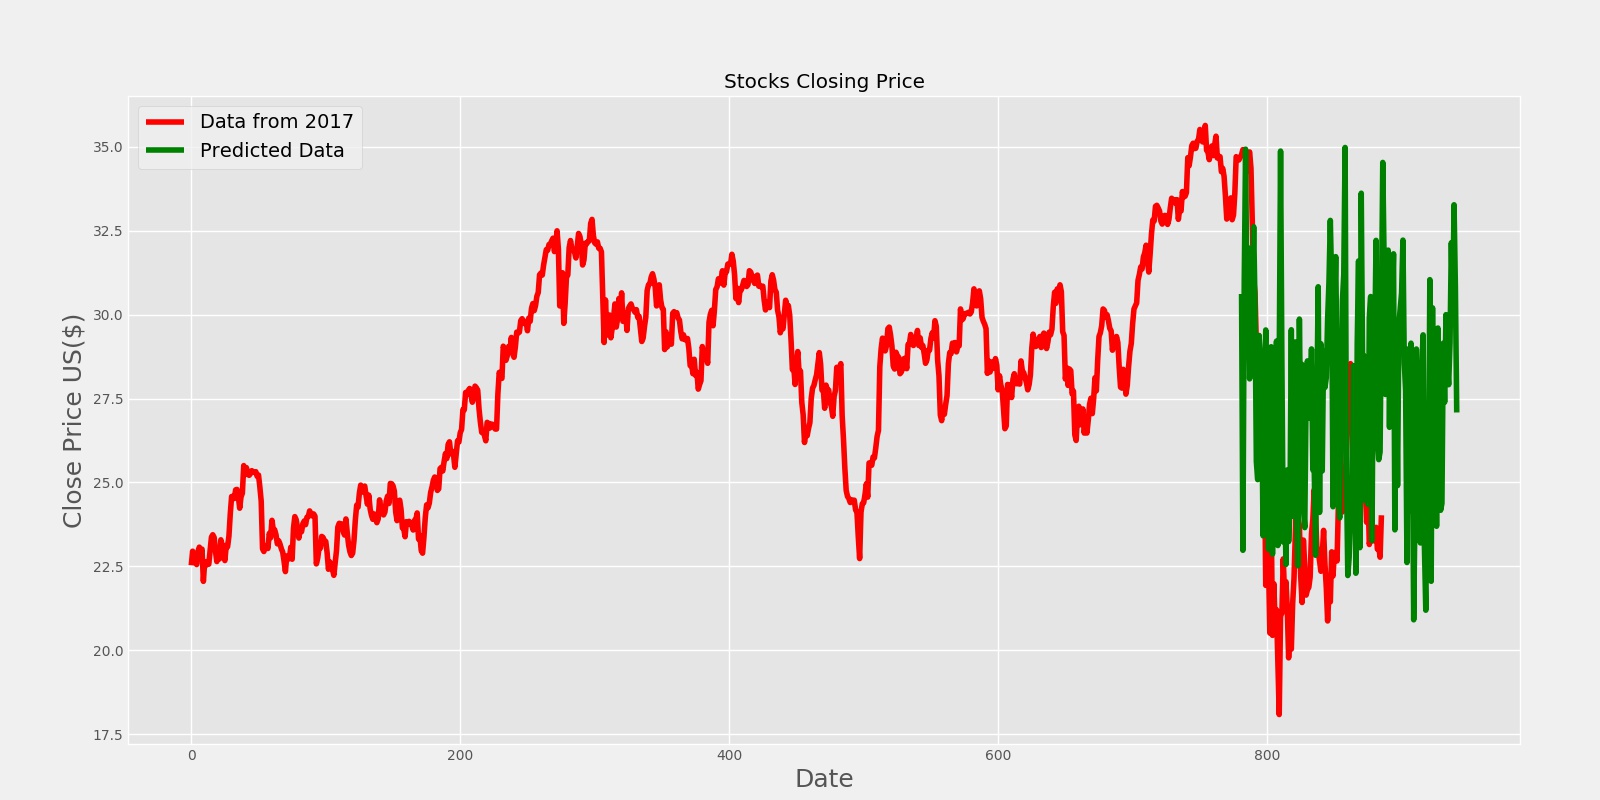 Stocks Closing Price
Data from 2017
Predicted Data
Close Price US($)
35.0
32.5
30.0
27.5
25.0
22.5
20.0
17.5
0 200 400 600 800
Date